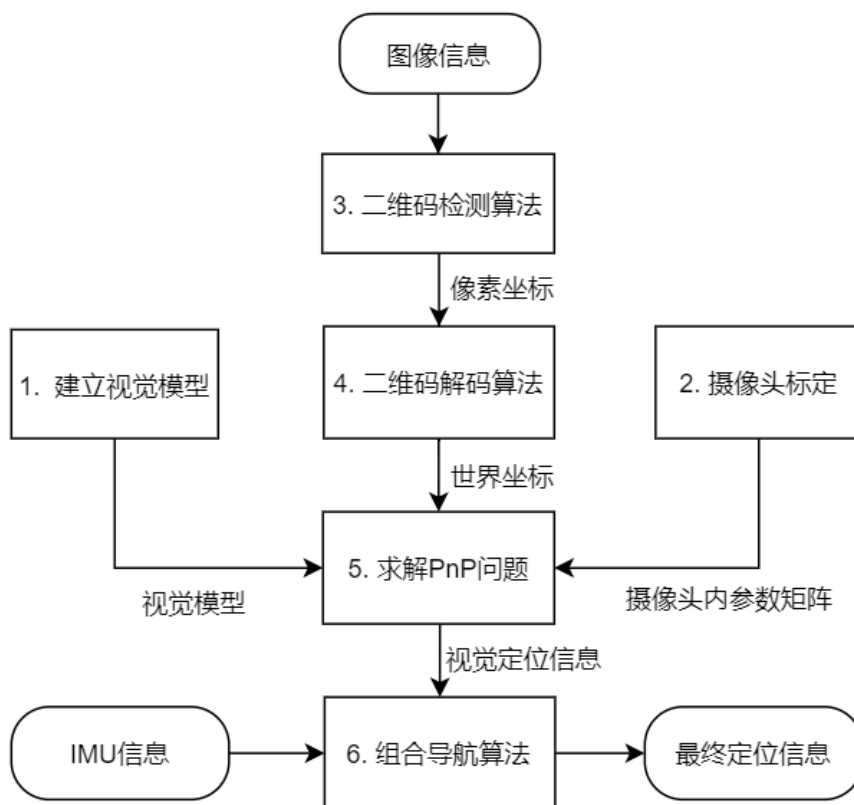 图像信息
3. 二维码检测算法
像素坐标
1. 建立视觉模型
4. 二维码解码算法
2. 摄像头标定
世界坐标
5. 求解PnP问题
视觉模型
摄像头内参数矩阵
视觉定位信息
IMU信息
6. 组合导航算法
最终定位信息